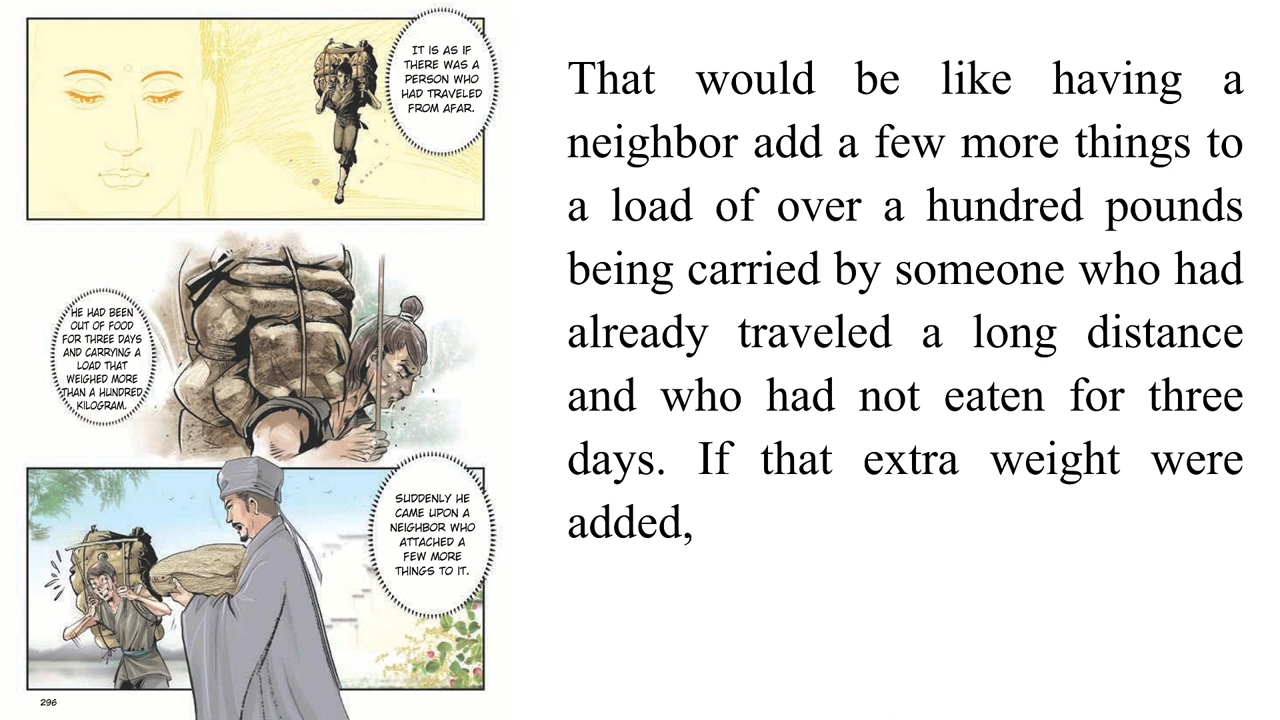 IT IS AS IF
THERE WAS A
PERSON WHO
HAD TRAVELED
FROM AFAR.
HE HAD BEEN
OUT OF FOOD
FOR THREE DAYS
AND CARRYING A
LOAD THAT
WEIGHED MORE
THAN A HUNDRED
KILOGRAM.
SUDDENLY HE
CAME UPON A
NEIGHBOR WHO
ATTACHED A
FEW MORE
THINGS TO IT.
296
That would be like having a
neighbor add a few more things to
a load of over a hundred pounds
being carried by someone who had
already traveled a long distance
and who had not eaten for three
days. If that extra weight were
added,